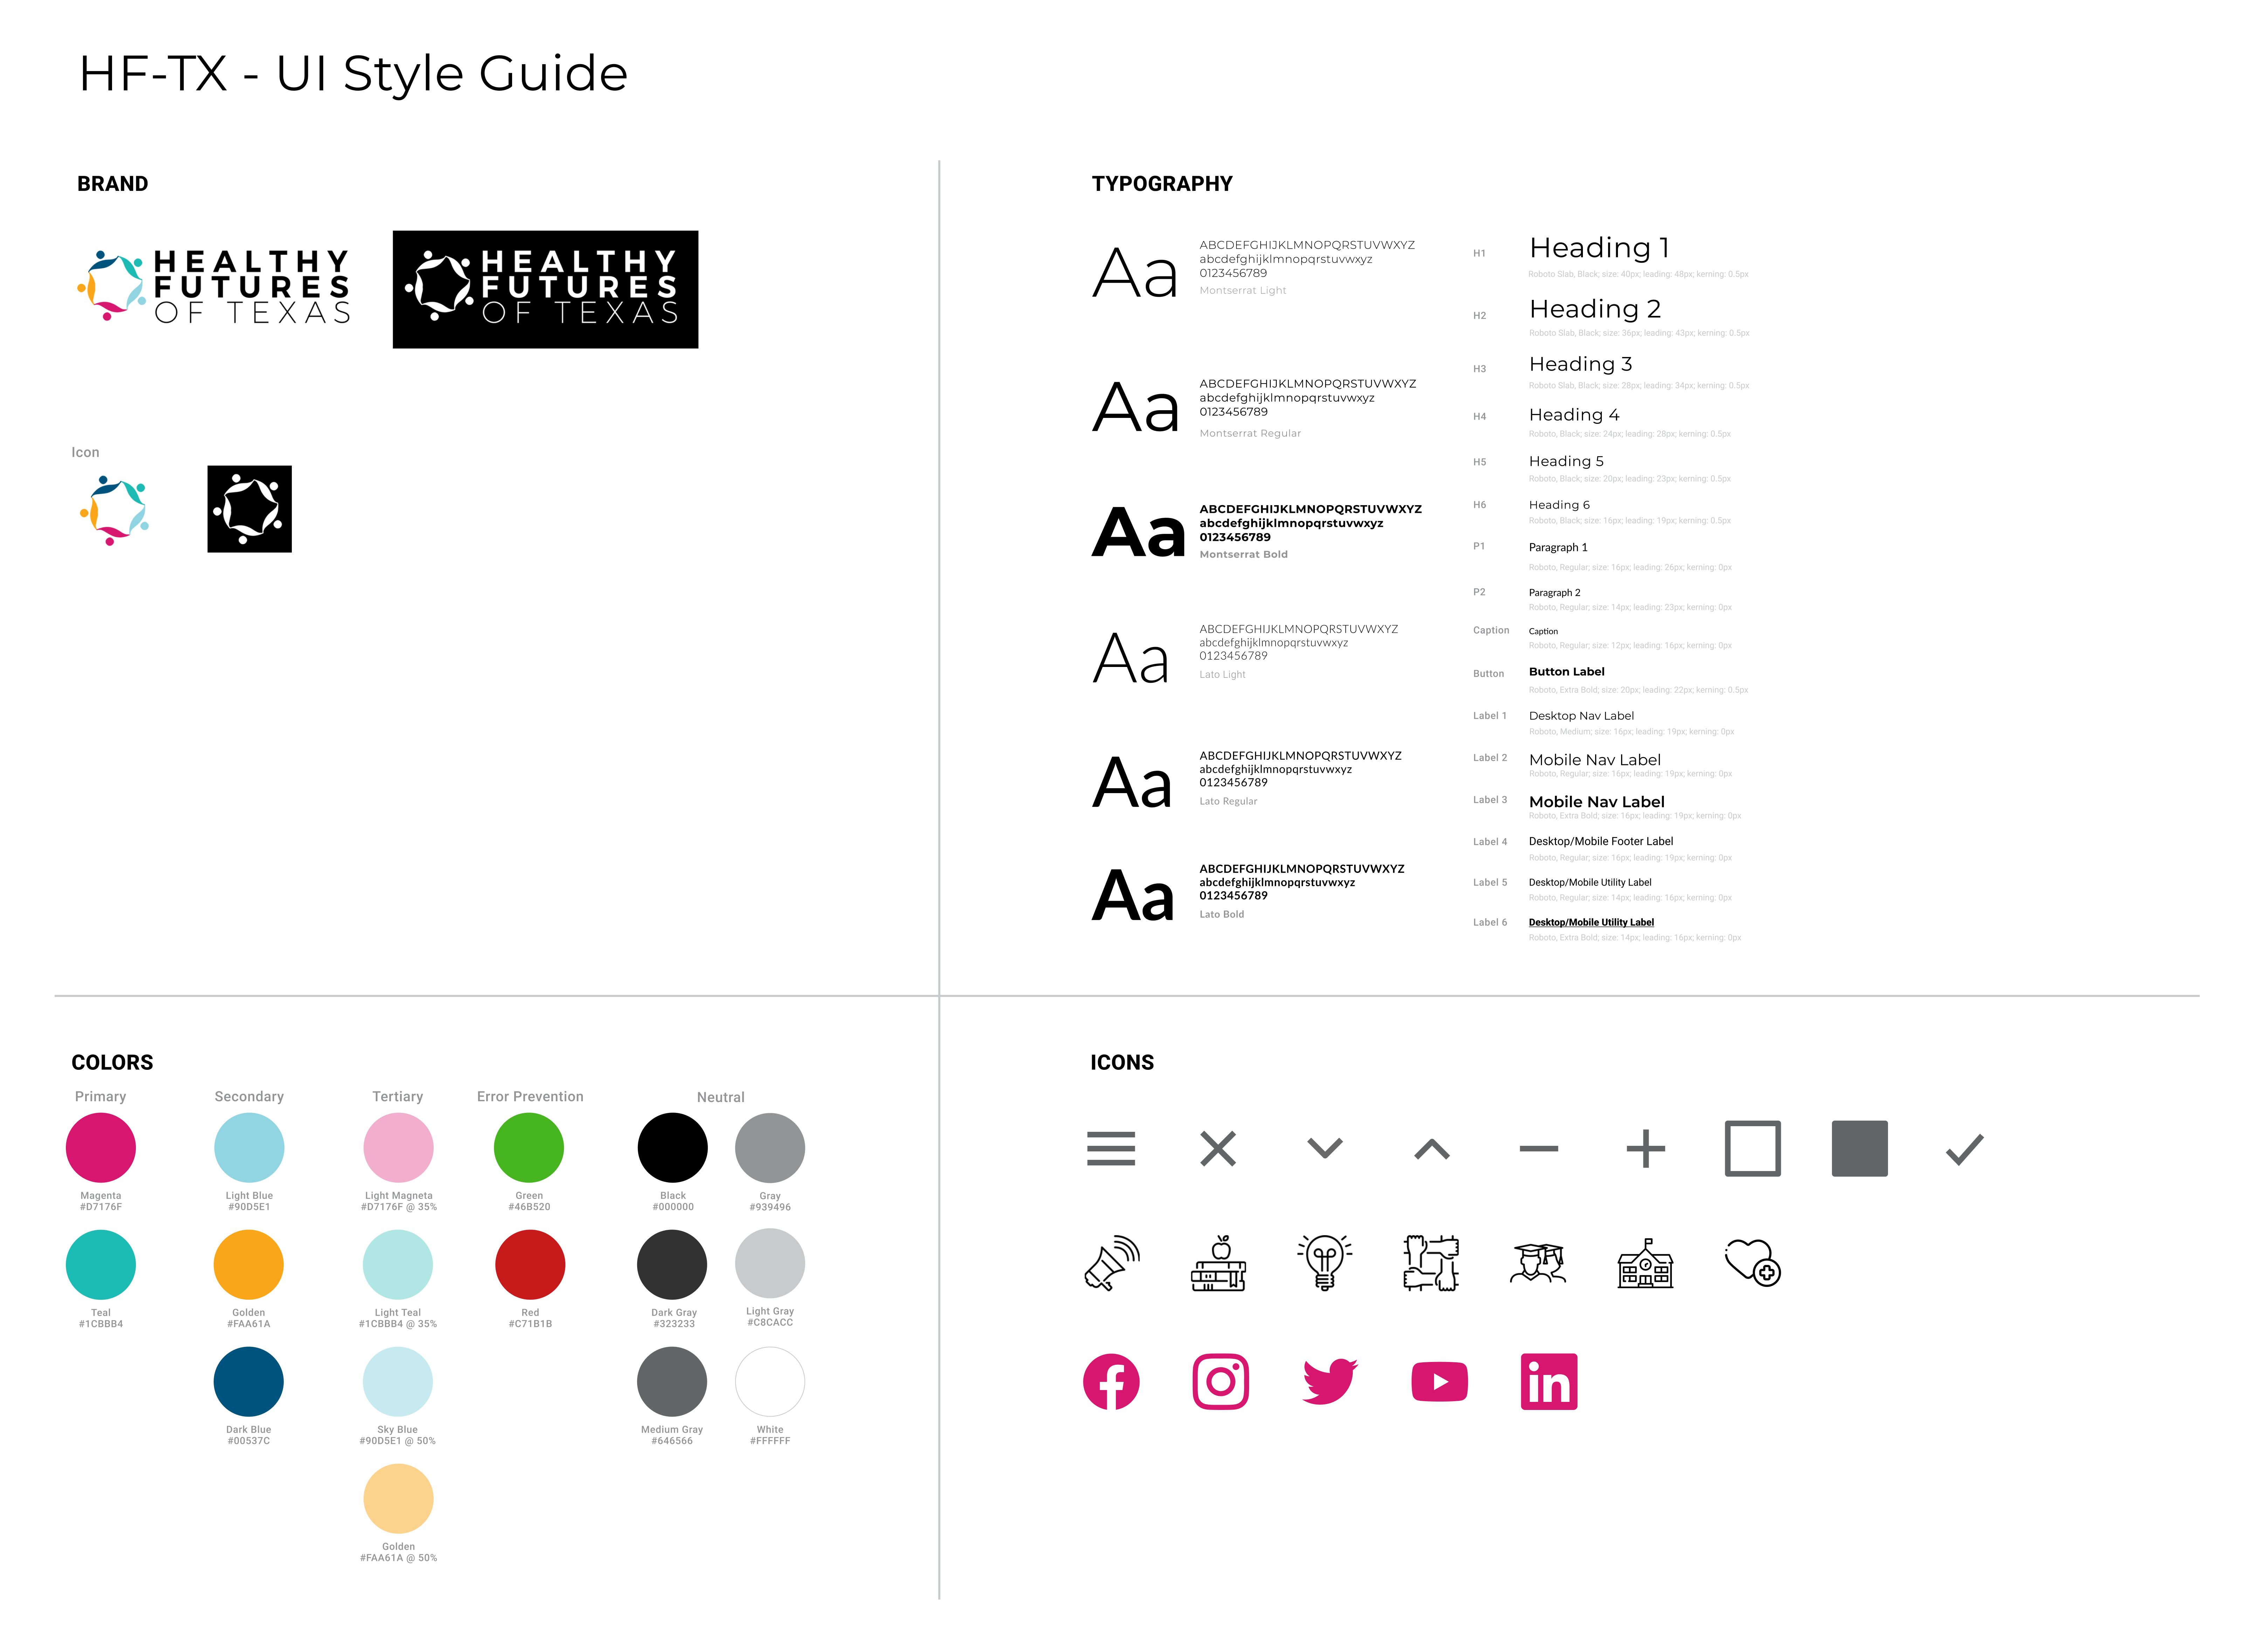 HF-TX - UI Style Guide
BRAND
HEALTHY
FUTURES
OF TEXAS
HEALTHY
FUTURES
OF TEXAS
Icon
TYPOGRAPHY
Aa
ABCDEFGHIJKLMNOPQRSTUVWXYZ
abcdefghijklmnopqrstuvwxyz
0123456789
Montserrat Light
Aa
ABCDEFGHIJKLMNOPQRSTUVWXYZ
abcdefghijklmnopqrstuvwxyz
0123456789
Montserrat Regular
Aa
ABCDEFGHIJKLMNOPQRSTUVWXYZ
abcdefghijklmnopqrstuvwxyz
0123456789
Montserrat Bold
Aa
ABCDEFGHIJKLMNOPQRSTUVWXYZ
abcdefghijklmnopqrstuvwxyz
0123456789
Lato Light
Aa
ABCDEFGHIJKLMNOPQRSTUVWXYZ
abcdefghijklmnopqrstuvwxyz
0123456789
Lato Regular
Aa
ABCDEFGHIJKLMNOPQRSTUVWXYZ
abcdefghijklmnopqrstuvwxyz
0123456789
Lato Bold
H1 Heading 1
Roboto Slab, Black; size: 40px; leading: 48px; kerning: 0.5px
H2 Heading 2
Roboto Slab, Black; size: 36px; leading: 43px; kerning: 0.5px
H3 Heading 3
Roboto Slab, Black; size: 28px; leading: 34px; kerning: 0.5px
H4 Heading 4
Roboto, Black; size: 24px; leading: 28px; kerning: 0.5px
H5 Heading 5
Roboto, Black; size: 20px; leading: 23px; kerning: 0.5px
H6 Heading 6
Roboto, Black; size: 16px; leading: 19px; kerning: 0.5px
P1 Paragraph 1
Roboto, Regular; size: 16px; leading: 26px; kerning: 0px
P2 Paragraph 2
Roboto, Regular; size: 14px; leading: 23px; kerning: 0px
Caption Caption
Roboto, Regular; size: 12px; leading: 16px; kerning: 0px
Button Button Label
Roboto, Extra Bold; size: 20px; leading: 22px; kerning: 0.5px
Label 1 Desktop Nav Label
Roboto, Medium; size: 16px; leading: 19px; kerning: 0px
Label 2 Mobile Nav Label
Roboto, Regular; size: 16px; leading: 19px; kerning: 0px
Label 3 Mobile Nav Label
Roboto, Extra Bold; size: 16px; leading: 19px; kerning: 0px
Label 4 Desktop/Mobile Footer Label
Roboto, Regular; size: 16px; leading: 19px; kerning: 0px
Label 5 Desktop/Mobile Utility Label
Roboto, Regular; size: 14px; leading: 16px; kerning: 0px
Label 6 Desktop/Mobile Utility Label
Roboto, Extra Bold; size: 14px; leading: 16px; kerning: 0px
COLORS
Primary
Magenta
#D7176F
Teal
#1CBBB4
Secondary
Light Blue
#90D5E1
Golden
#FAA61A
Dark Blue
#00537C
Tertiary
Light Magneta
#D7176F @ 35%
Light Teal
#1CBBB4 @ 35%
Sky Blue
#90D5E1 @ 50%
Golden
#FAA61A @ 50%
Error Prevention
Green
#46B520
Red
#C71B1B
Neutral
Black
#000000
Gray
#939496
Dark Gray
#323233
Light Gray
#C8CACC
Medium Gray
#646566
White
#FFFFFF
ICONS
in